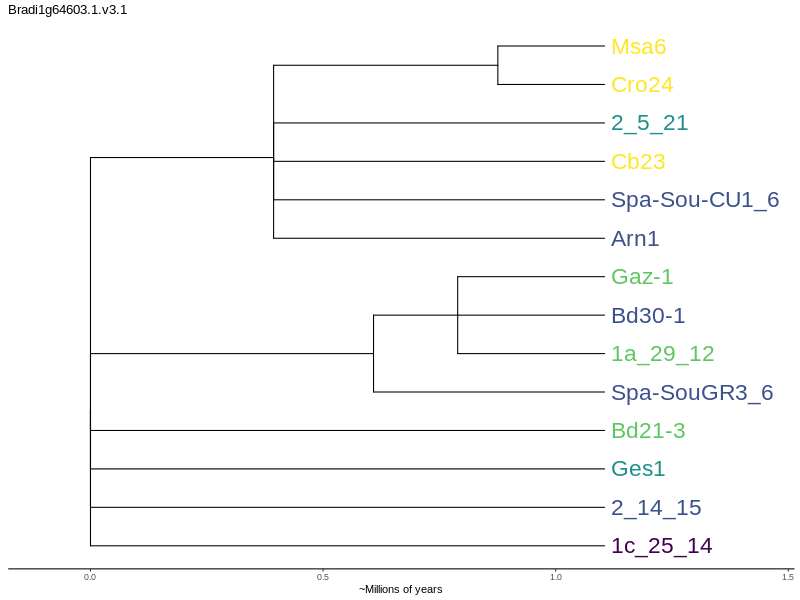 Bradi1g64603.1.v3.1
Msa6
Cro24
2_5_21
Cb23
Spa-Sou-CU1_6
Arn1
Gaz-1
Bd30-1
1a_29_12
Spa-SouGR3_6
Bd21-3
Ges1
2_14_15
1c_25_14
0.0 0.5 1.0 1.5
~Millions of years